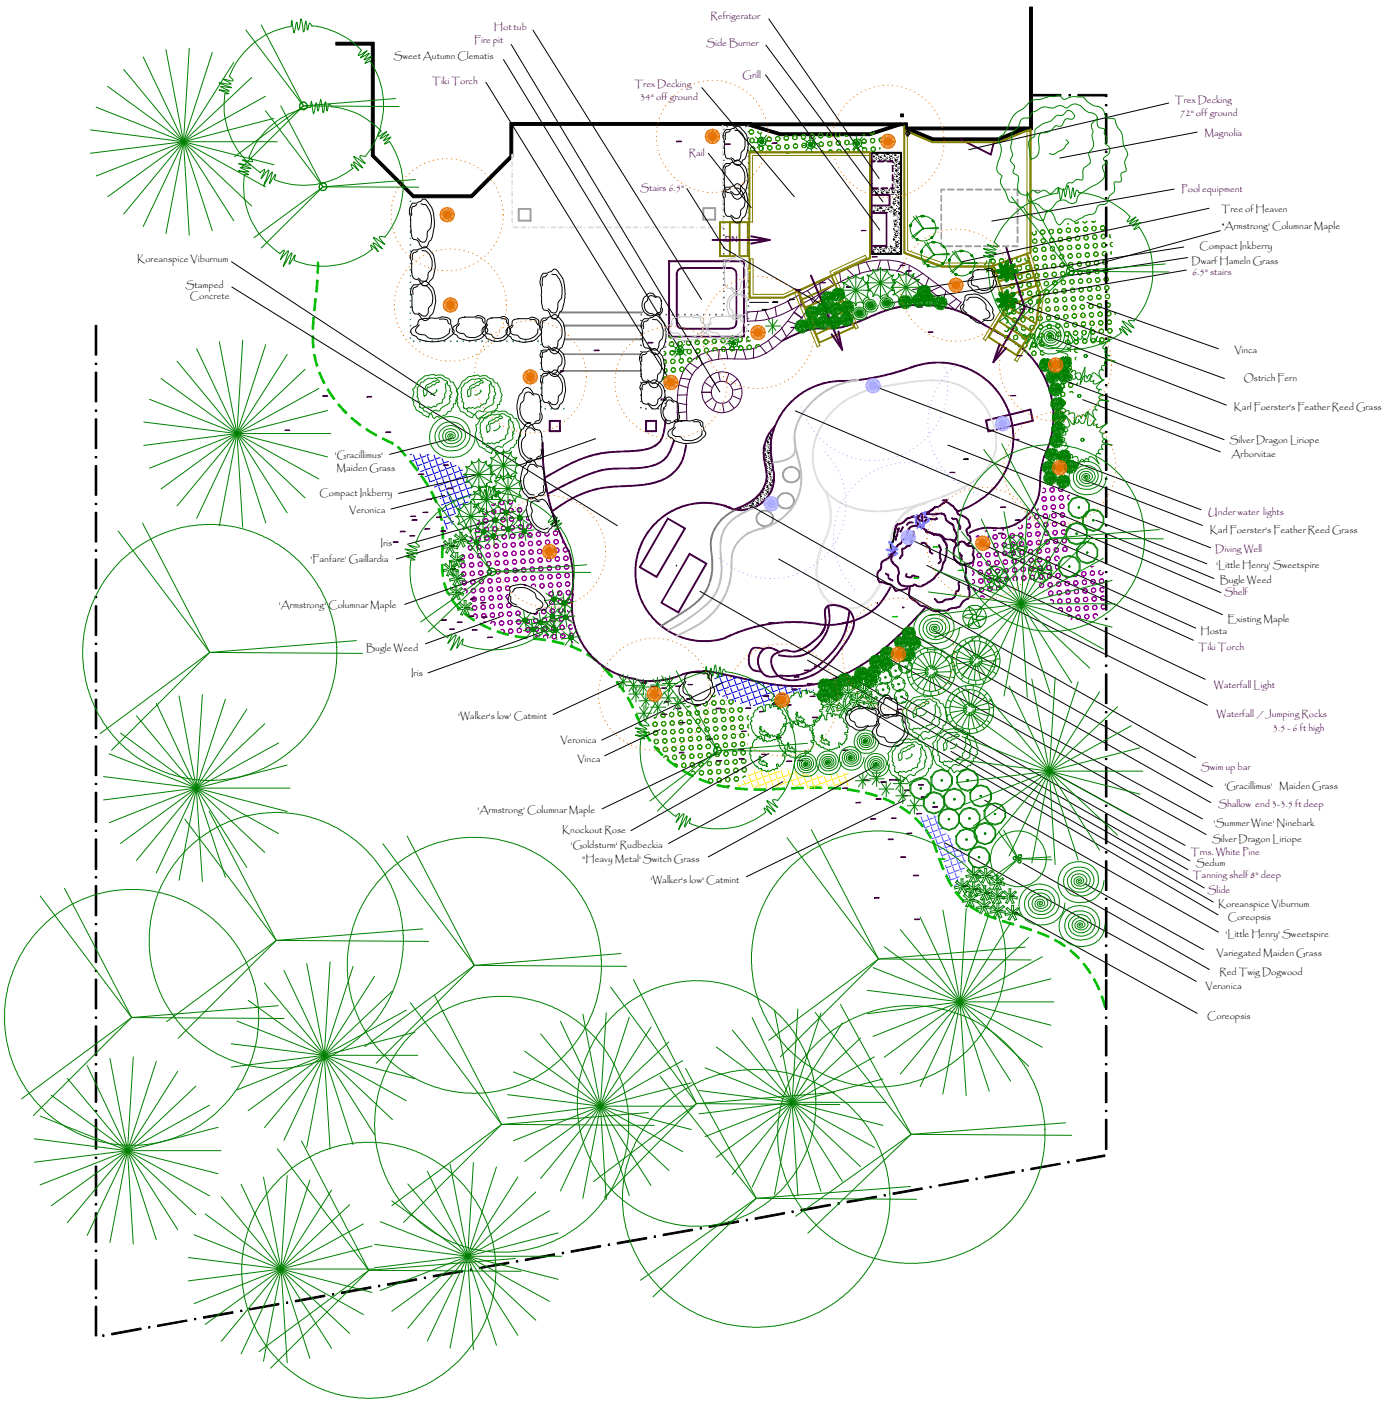 Hot tub
Fire pit
Sweet Autumn Clematis
Tiki Torch
Refrigerator
Side Burner
Grill
Trex Decking
34" off ground
Rail
Stairs 6.5"
DN
Trex Decking
72" off ground
Magnolia
Pool equipment
Tree of Heaven
'Armstrong' Columnar Maple
Compact Inkberry
Dwarf Hameln Grass
6.5" stairs
Vinca
Ostrich Fern
Karl Foerster's Feather Reed Grass
Silver Dragon Liriope
Arborvitae
Underwater lights
Karl Foerster's Feather Reed Grass
Diving Well
'Little Henry' Sweetspire
Bugle Weed
Shelf
Existing Maple
Hosta
Tiki Torch
Waterfall Light
Waterfall / Jumping Rocks
3.5 - 6 ft high
Swim up bar
'Gracillimus' Maiden Grass
Shallow end 3-3.5 ft deep
'Summer Wine' Ninebark
Silver Dragon Liriope
Trns. White Pine
Sedum
Tanning shelf 8" deep
Slide
Koreanspice Viburnum
Coreopsis
'Little Henry' Sweetspire
Variegated Maiden Grass
Red Twig Dogwood
Veronica
Coreopsis
Koreanspice Viburnum
Stamped
Concrete
'Gracillimus'
Maiden Grass
Compact Inkberry
Veronica
Iris
'Fanfare' Gaillardia
'Armstrong' Columnar Maple
Bugle Weed
Iris
'Walker's low' Catmint
Veronica
Vinca
'Armstrong' Columnar Maple
Knockout Rose
'Goldsturm' Rudbeckia
"Heavy Metal' Switch Grass
'Walker's low' Catmint